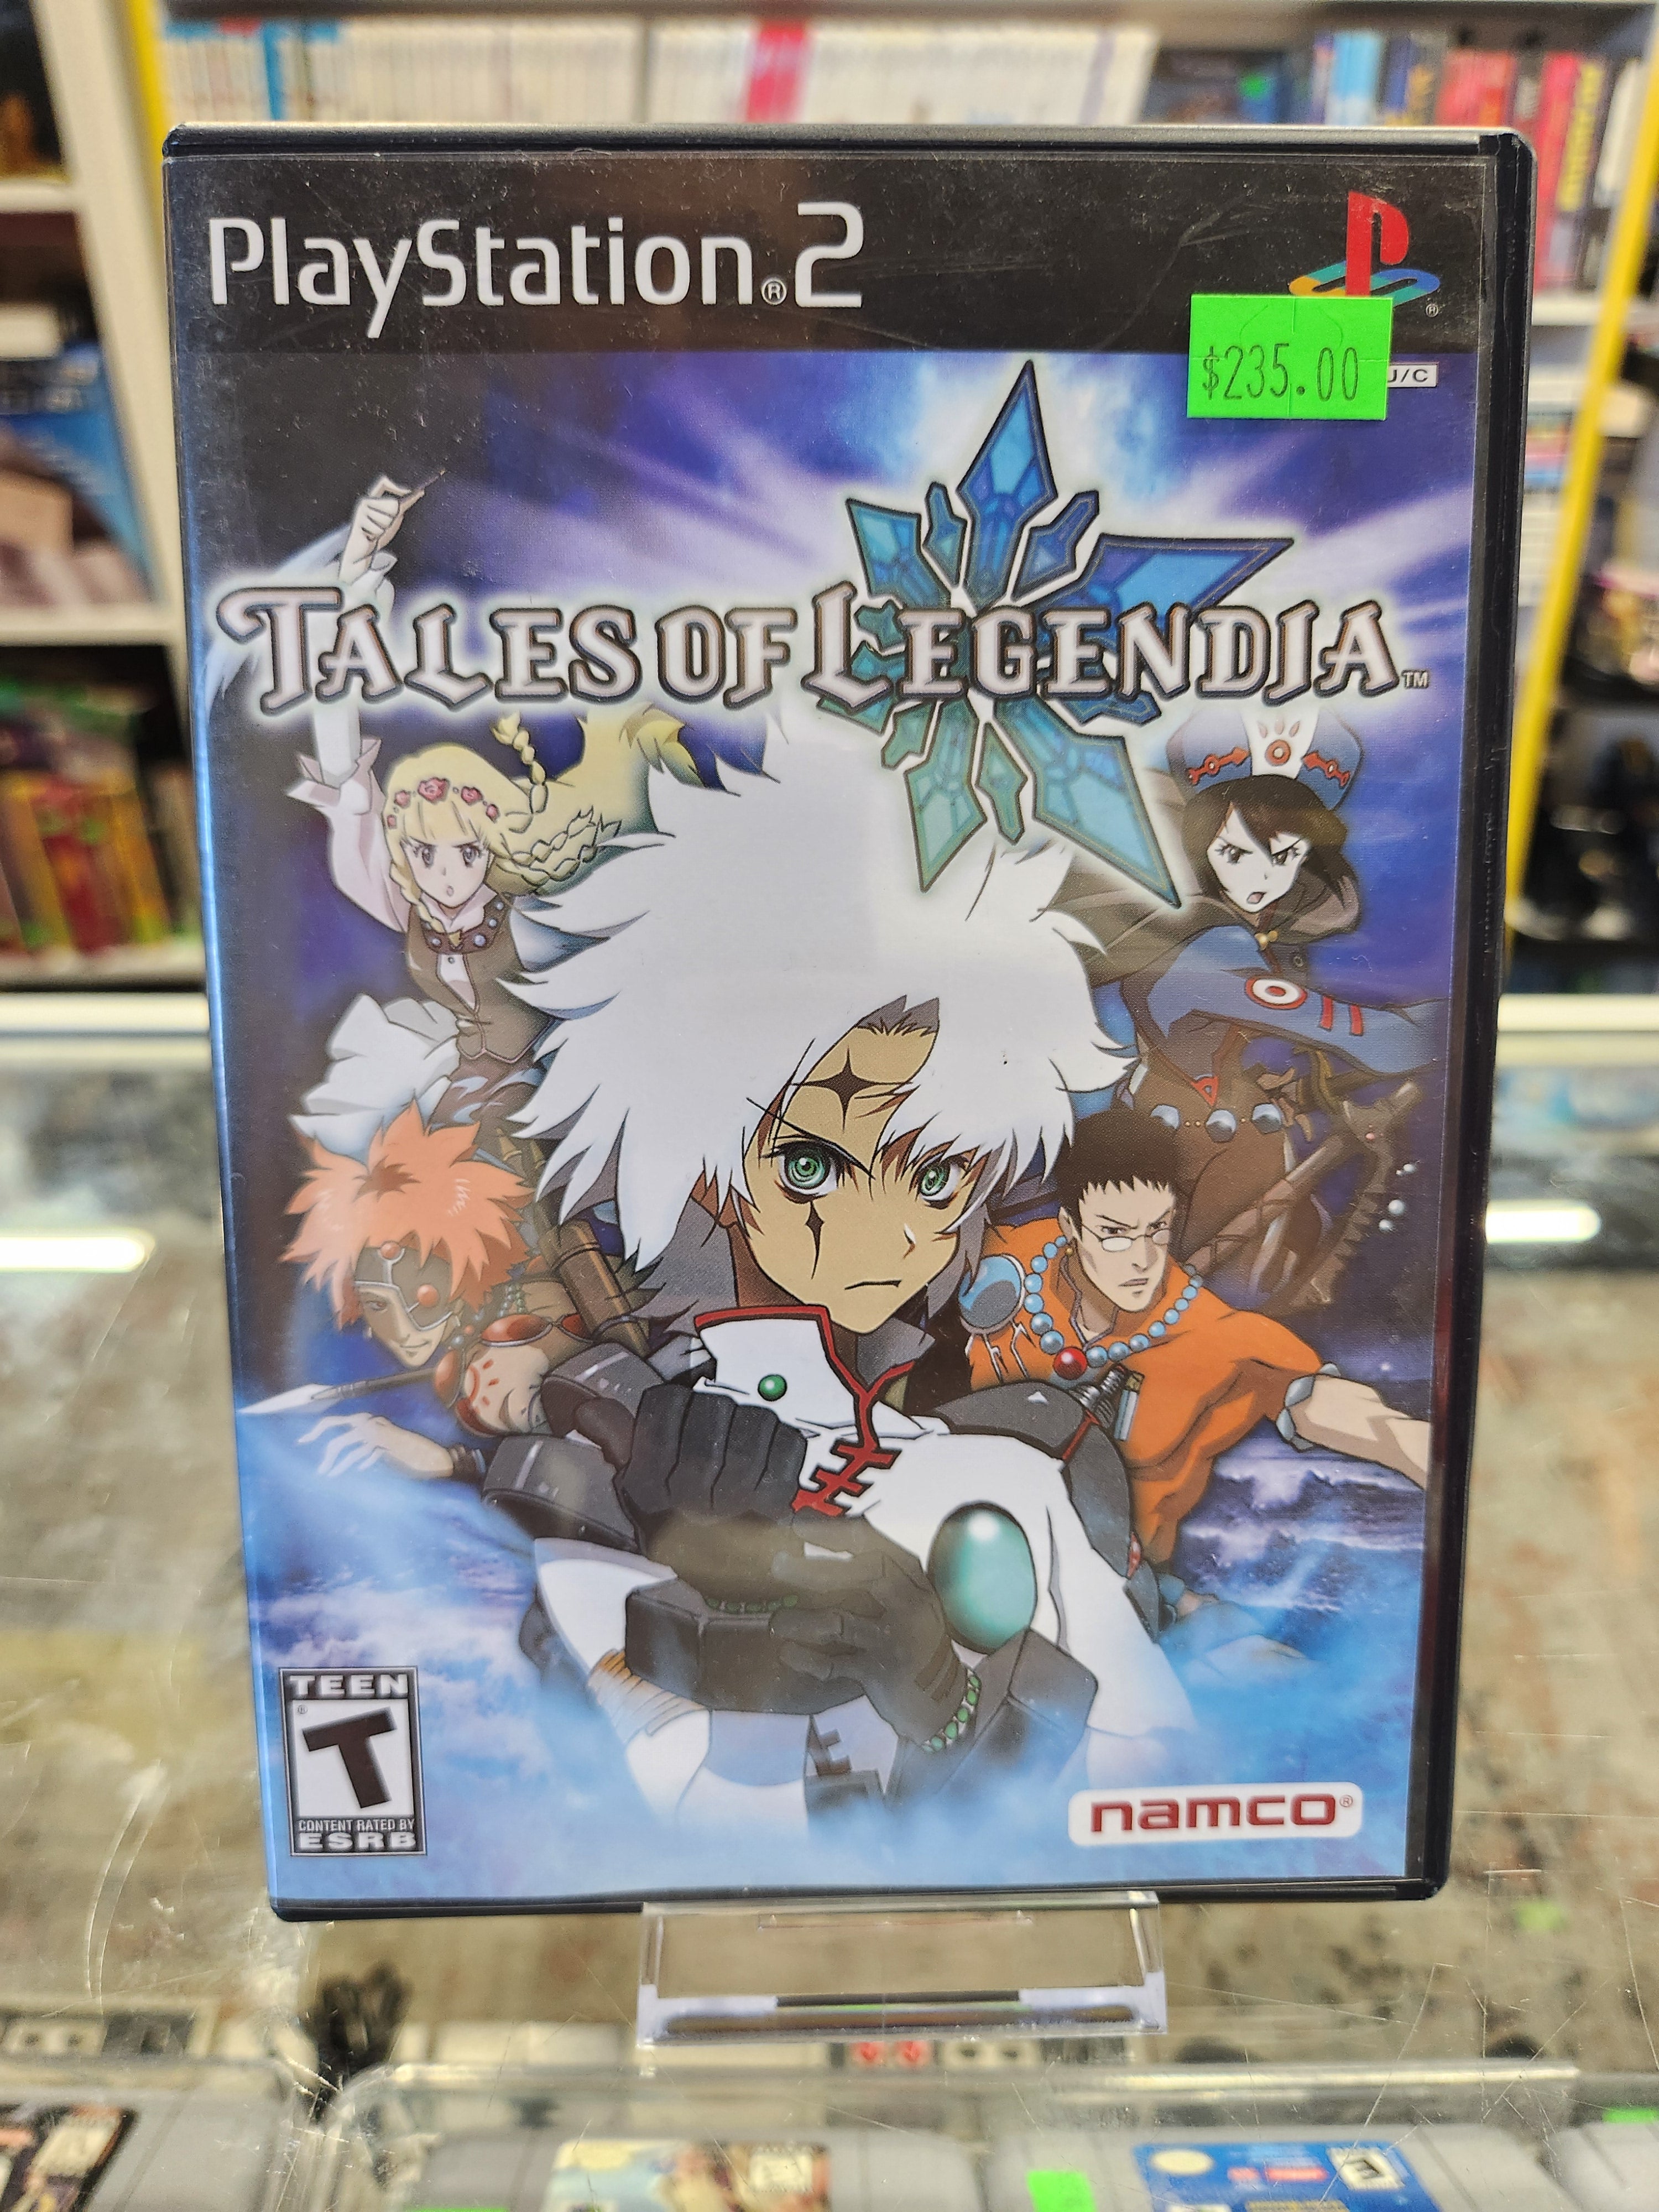 PlayStation®2
$235.00
J/C
TALES OF LEGENDIA™
TEEN
T
®
CONTENT RATED BY
ESRB
namco®
E